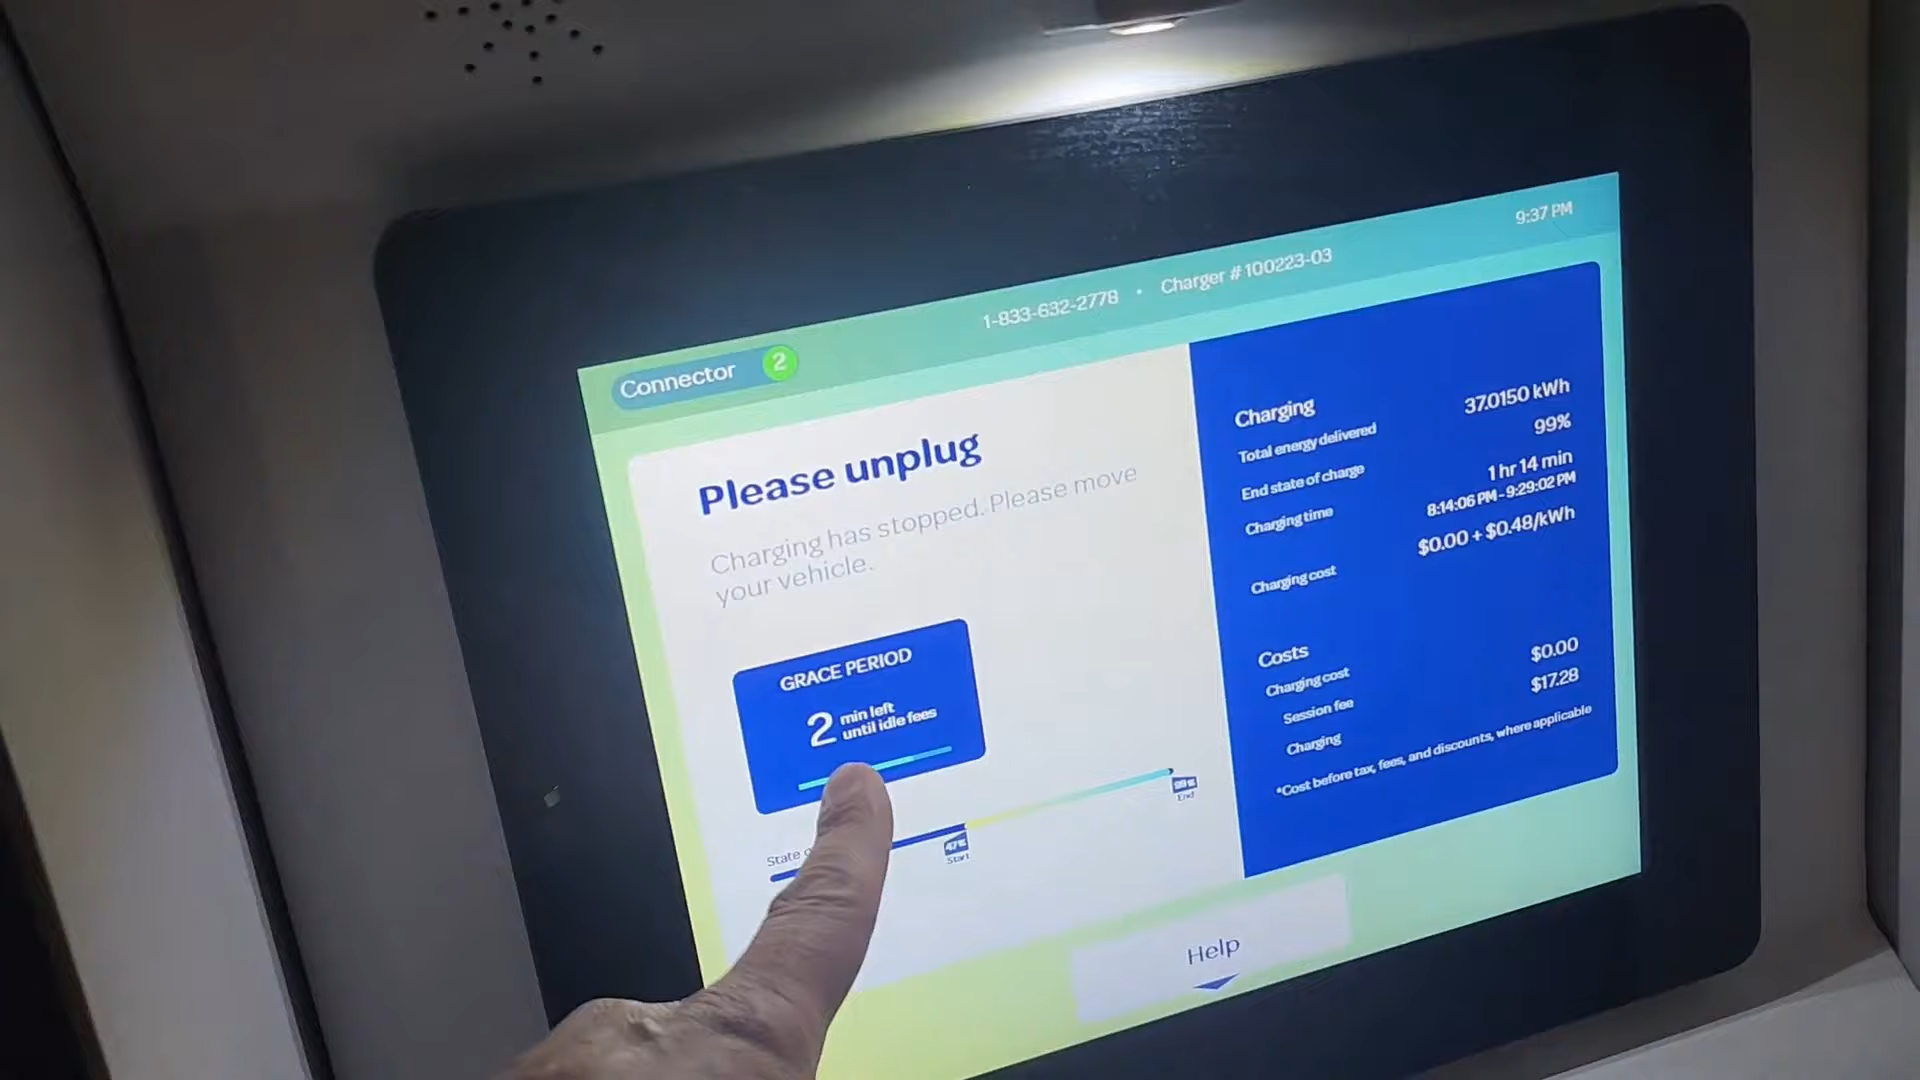 9:37 PM
1-833-632-2778 • Charger # 100223-03
Connector 2
Please unplug
Charging has stopped. Please move
your vehicle.
GRACE PERIOD
2 min left
until idle fees
State
47%
Start
99%
End
Charging
Total energy delivered 37.0150 kWh
End state of charge 99%
Charging time 1 hr 14 min
8:14:06 PM - 9:29:02 PM
Charging cost $0.00 + $0.48/kWh
Costs
Charging cost
Session fee $0.00
Charging $17.28
*Cost before tax, fees, and discounts, where applicable
Help